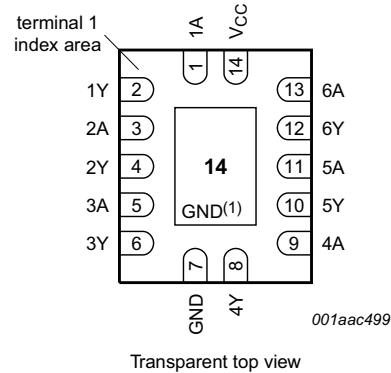 terminal 1
index area
1A
VCC
1
14
1Y 2
13 6A
2A 3
12 6Y
2Y 4
14
11 5A
3A 5
GND(1)
10 5Y
3Y 6
9 4A
7
8
GND
4Y
001aac499
Transparent top view